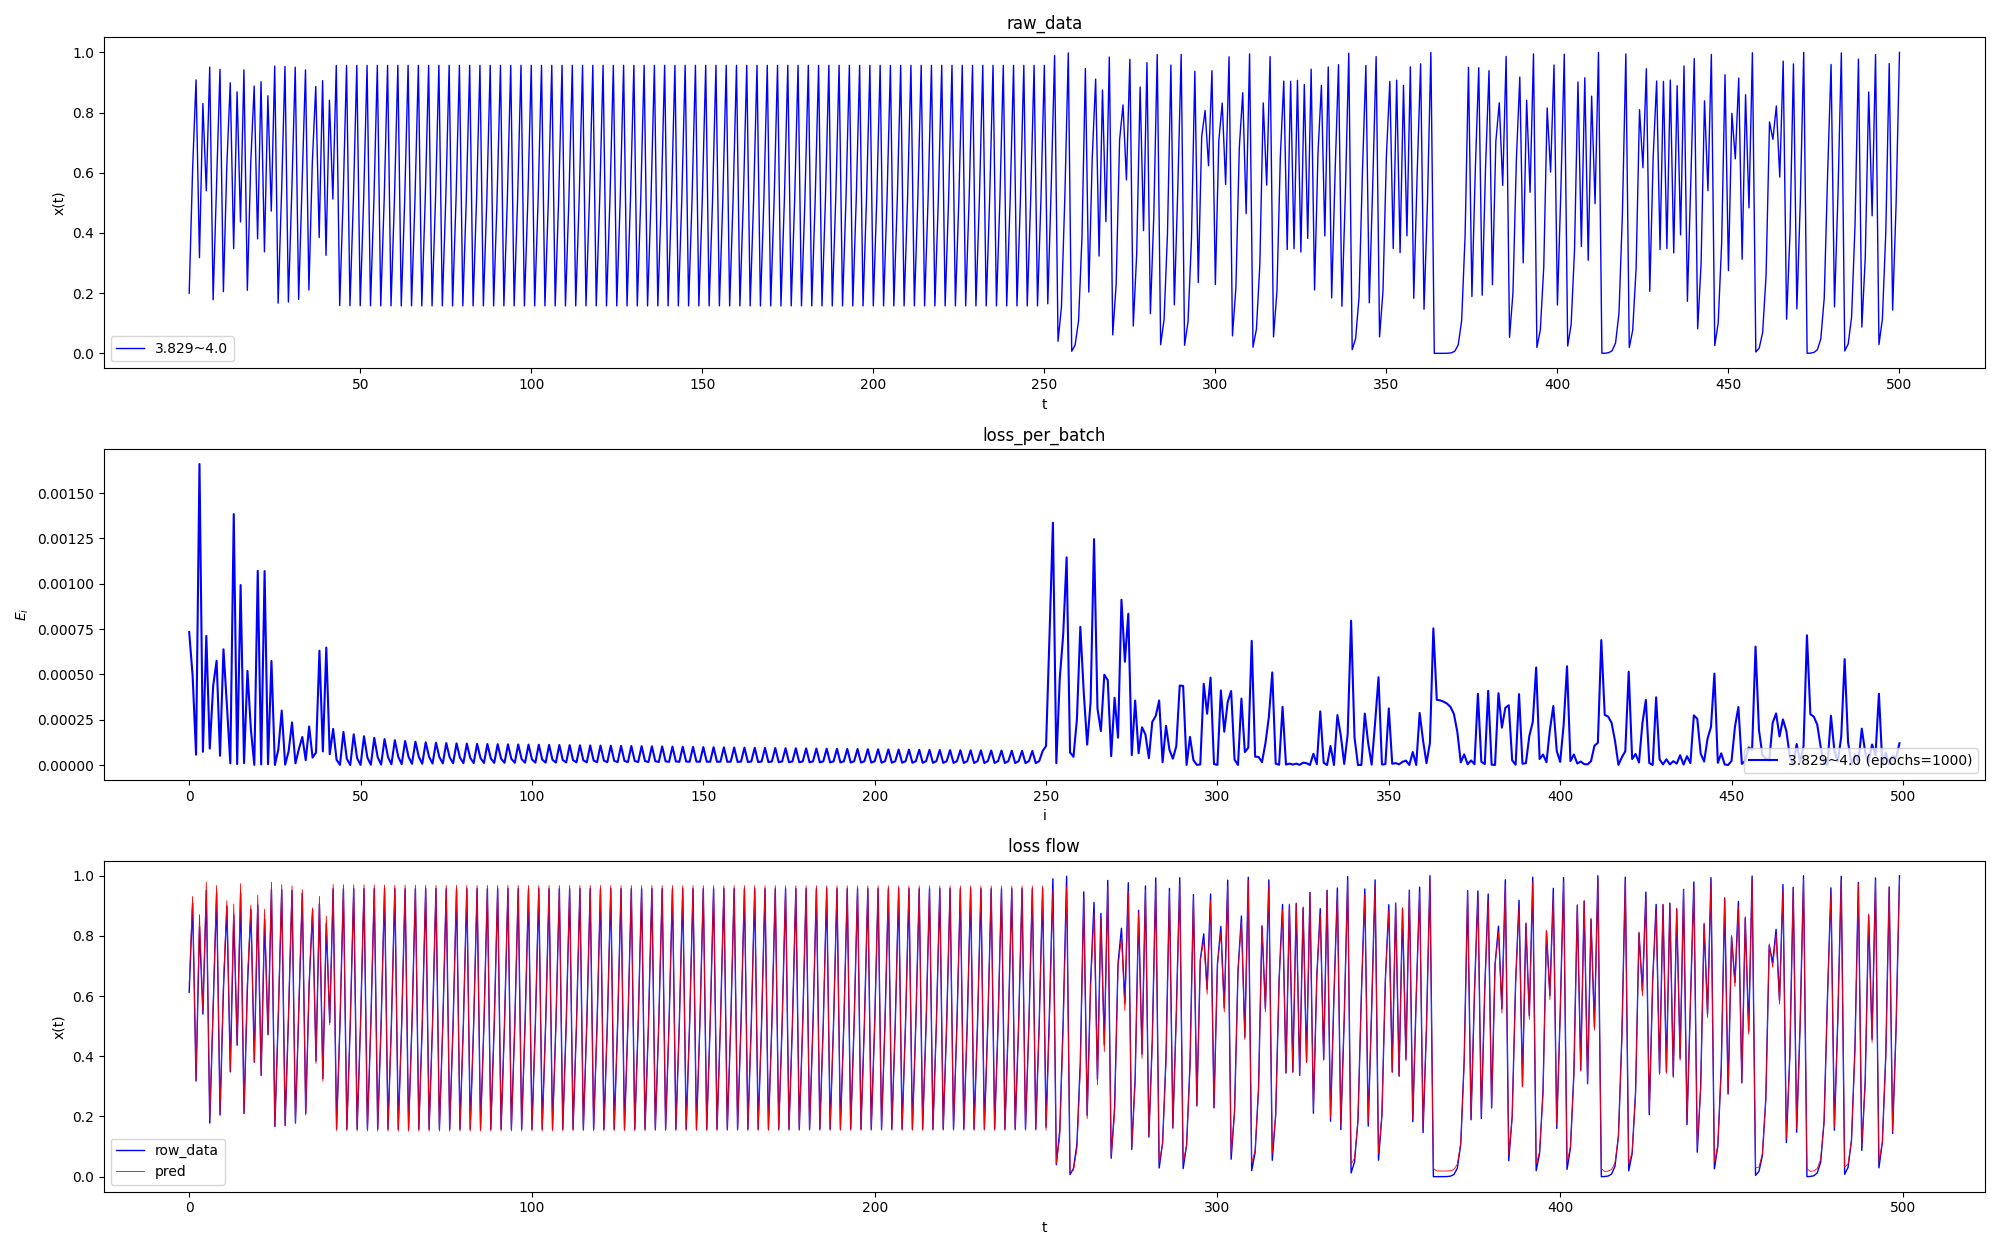 raw_data
1.0
0.8
0.6
0.4
0.2
0.0
x(t)
3.829~4.0
50 100 150 200 250 300 350 400 450 500
t
loss_per_batch
0.00150
0.00125
0.00100
0.00075
0.00050
0.00025
0.00000
E_i
3.829~4.0 (epochs=1000)
0 50 100 150 200 250 300 350 400 450 500
i
loss flow
1.0
0.8
0.6
0.4
0.2
0.0
x(t)
row_data
pred
0 100 200 300 400 500
t